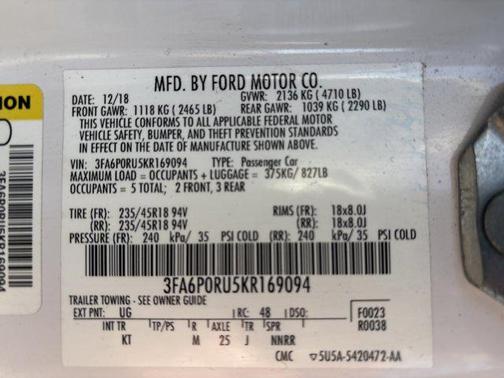 MFD. BY FORD MOTOR CO.
DATE: 12/18 GVWR: 2136 KG ( 4710 LB)
FRONT GAWR: 1118 KG ( 2465 LB) REAR GAWR: 1039 KG ( 2290 LB)
THIS VEHICLE CONFORMS TO ALL APPLICABLE FEDERAL MOTOR
VEHICLE SAFETY, BUMPER, AND THEFT PREVENTION STANDARDS
IN EFFECT ON THE DATE OF MANUFACTURE SHOWN ABOVE.
VIN: 3FA6P0RU5KR169094 TYPE: Passenger Car
MAXIMUM LOAD = OCCUPANTS + LUGGAGE = 375KG/ 827LB
OCCUPANTS = 5 TOTAL; 2 FRONT, 3 REAR
TIRE (FR): 235/45R18 94V RIMS (FR): 18x8.0J
(RR): 235/45R18 94V (RR): 18x8.0J
PRESSURE (FR): 240 kPa/ 35 PSI COLD (RR): 240 kPa/ 35 PSI COLD
3FA6P0RU5KR169094
TRAILER TOWING - SEE OWNER GUIDE
EXT PNT: UG RC: 48 DSO: F0023
INT TR TP/PS R AXLE TR SPR R0038
KT M 25 J NNRR
CMC 5U5A-5420472-AA
3FA6P0RU5KR169094